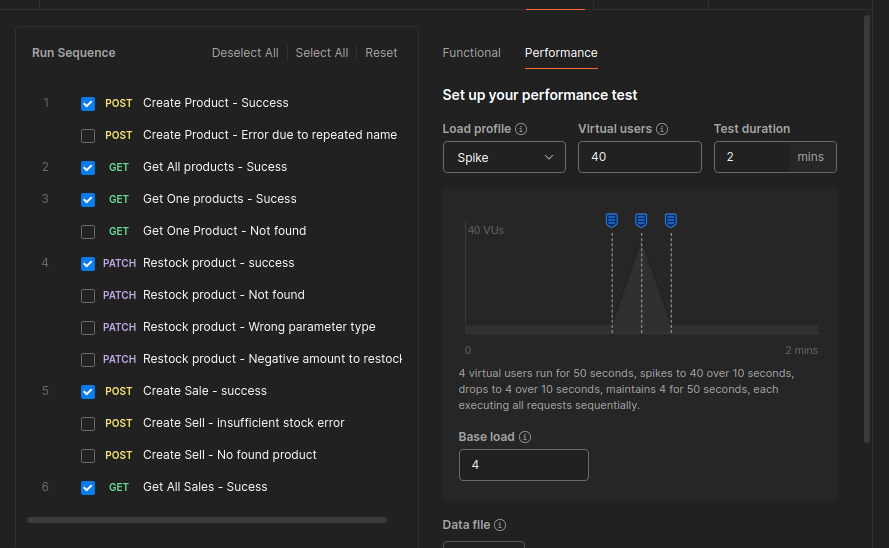 Run Sequence
Deselect All
Select All
Reset
1 POST Create Product - Success
POST Create Product - Error due to repeated name
2 GET Get All products - Sucess
3 GET Get One products - Sucess
GET Get One Product - Not found
4 PATCH Restock product - success
PATCH Restock product - Not found
PATCH Restock product - Wrong parameter type
PATCH Restock product - Negative amount to restock
5 POST Create Sale - success
POST Create Sell - insufficient stock error
POST Create Sell - No found product
6 GET Get All Sales - Sucess
Functional
Performance
Set up your performance test
Load profile
Virtual users
Test duration
Spike
40
2 mins
40 VUs
0
2 mins
4 virtual users run for 50 seconds, spikes to 40 over 10 seconds,
drops to 4 over 10 seconds, maintains 4 for 50 seconds, each
executing all requests sequentially.
Base load
4
Data file